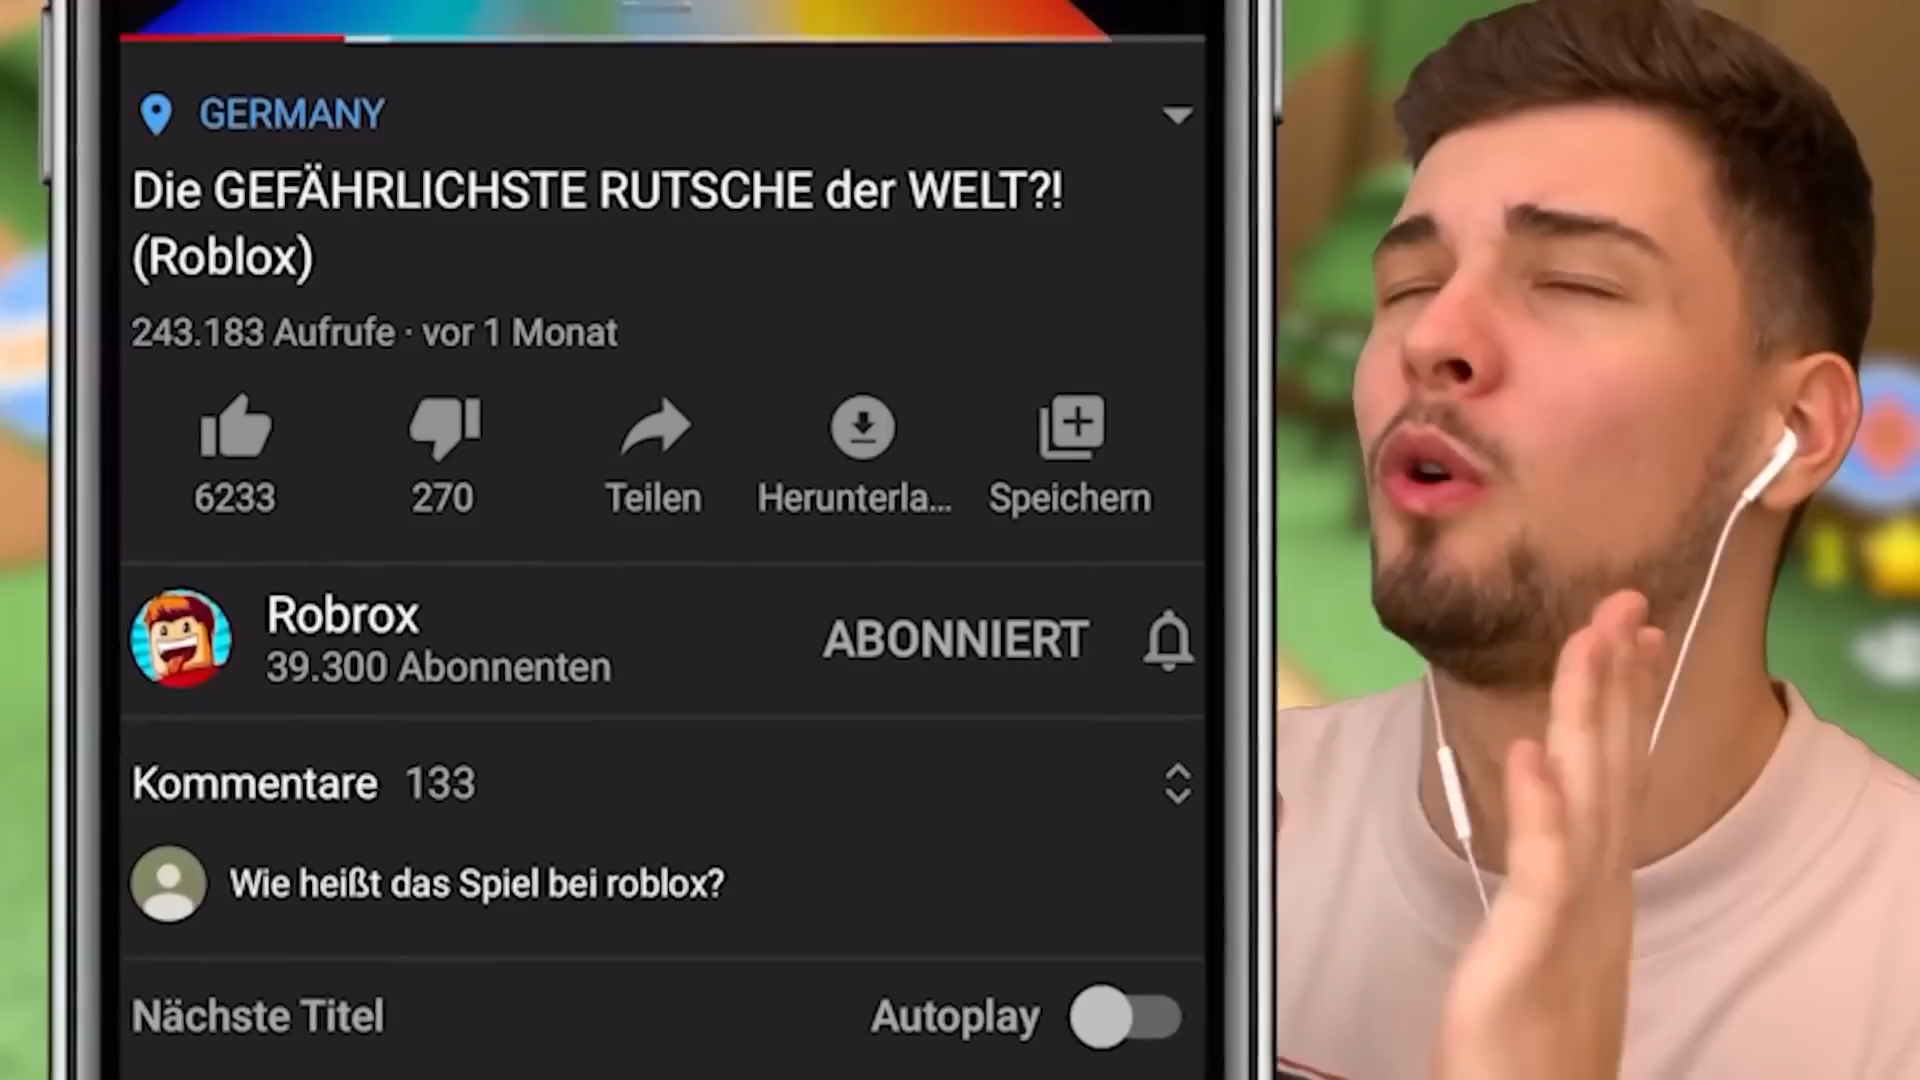 GERMANY
Die GEFÄHRLICHSTE RUTSCHE der WELT?!
(Roblox)
243.183 Aufrufe · vor 1 Monat
6233 270 Teilen Herunterla... Speichern
Robrox
39.300 Abonnenten
ABONNIERT
Kommentare 133
Wie heißt das Spiel bei roblox?
Nächste Titel Autoplay